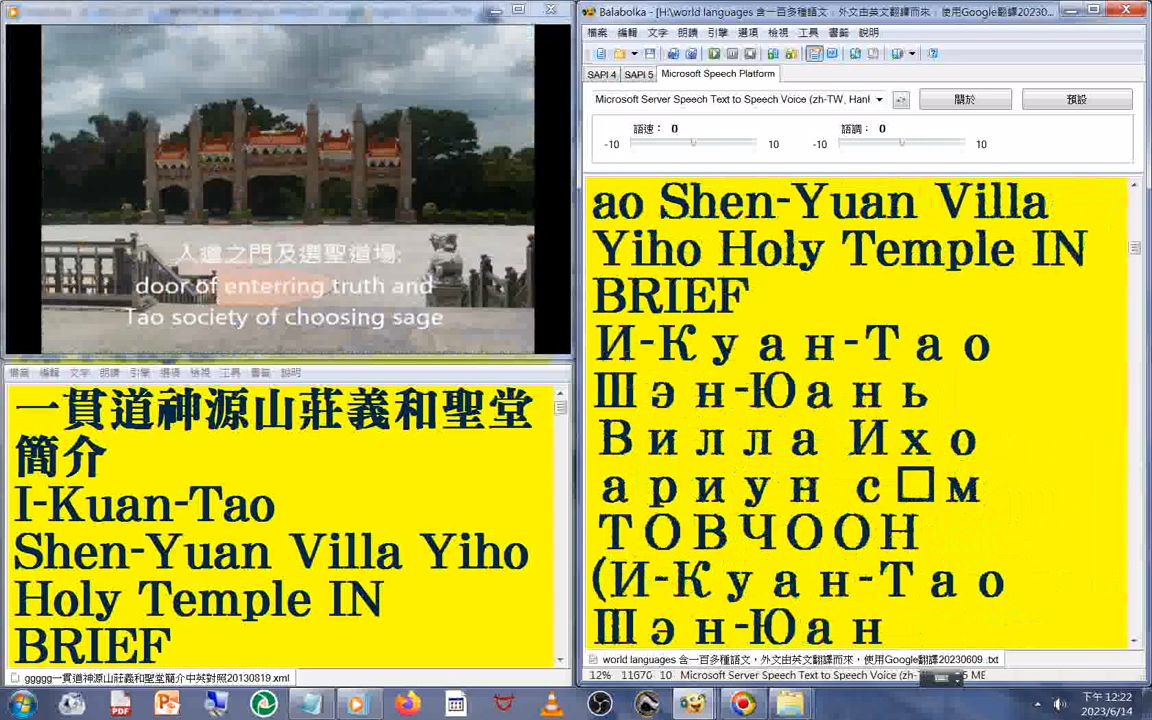 Balabolka - [H:\world languages 含一百多種語文，外文由英文翻譯而來，使用Google翻譯20230...
檔案 編輯 文字 朗讀 引擎 選項 檢視 工具 書籤 說明
SAPI 4 SAPI 5 Microsoft Speech Platform
Microsoft Server Speech Text to Speech Voice (zh-TW, Hanl 關於 預設
語速： 0 語調： 0
-10 10 -10 10
入道之門及選聖道場;
door of enterring truth and
Tao society of choosing sage
檔案 編輯 文字 朗讀 引擎 選項 檢視 工具 書籤 說明
一貫道神源山莊義和聖堂
簡介
I-Kuan-Tao
Shen-Yuan Villa Yiho
Holy Temple IN
BRIEF
ggggg一貫道神源山莊義和聖堂簡介中英對照20130819.xml
ao Shen-Yuan Villa
Yiho Holy Temple IN
BRIEF
И-Куан-Тао
Шэн-Юань
Вилла Ихо
ариун с□м
ТОВЧООН
(И-Куан-Тао
Шэн-Юан
world languages 含一百多種語文，外文由英文翻譯而來，使用Google翻譯20230609 .txt
12% 11670 10 Microsoft Speech Platform Microsoft Server Speech Text to Speech Voice (zh-
下午 12:22
2023/6/14